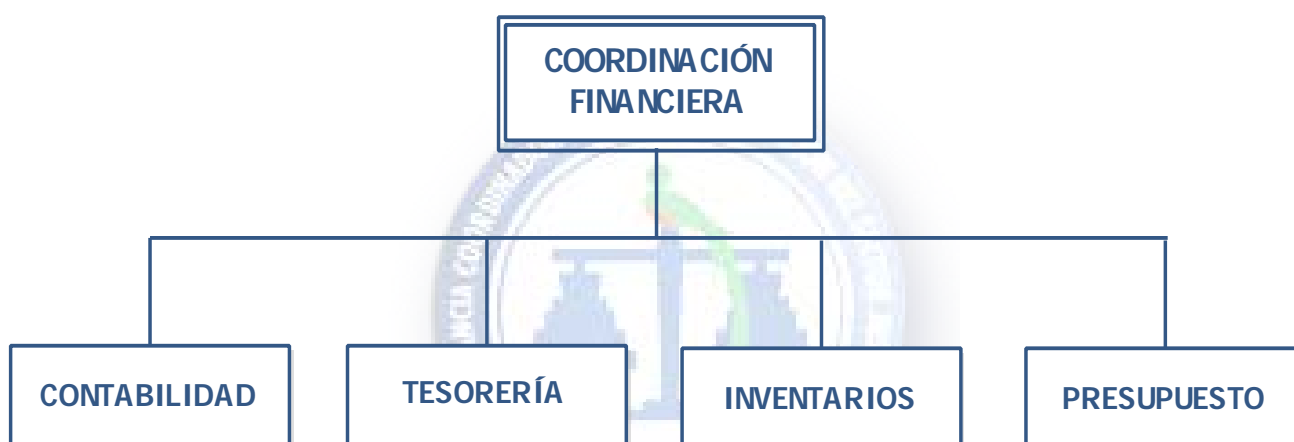 COORDINACIÓN
FINANCIERA
CONTABILIDAD
TESORERÍA
INVENTARIOS
PRESUPUESTO